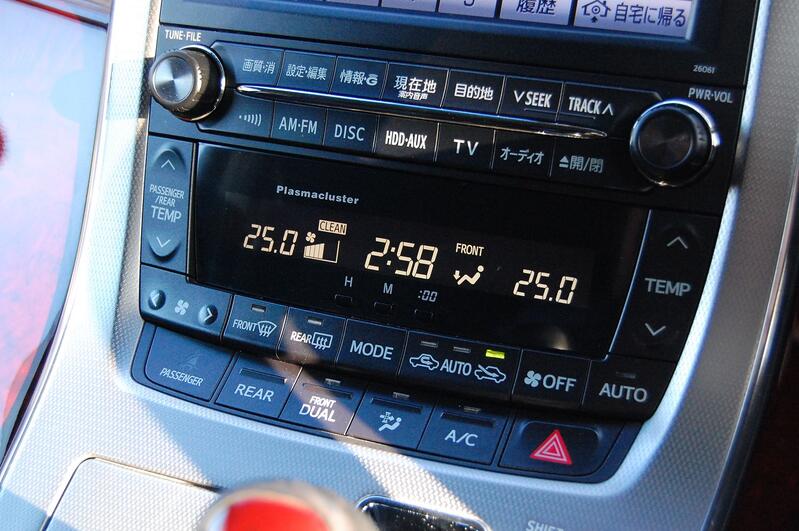 履歴
自宅に帰る
26061
TUNE·FILE
画質·消
設定·編集
情報·G
現在地
案内音声
目的地
∨ SEEK
TRACK ∧
PWR·VOL
AM·FM
DISC
HDD·AUX
TV
オーディオ
開/閉
PASSENGER
/REAR
TEMP
Plasmacluster
25.0
CLEAN
2:58
FRONT
25.0
H
M
:00
TEMP
FRONT
REAR
MODE
AUTO
OFF
AUTO
PASSENGER
REAR
FRONT
DUAL
A/C
SHIFT